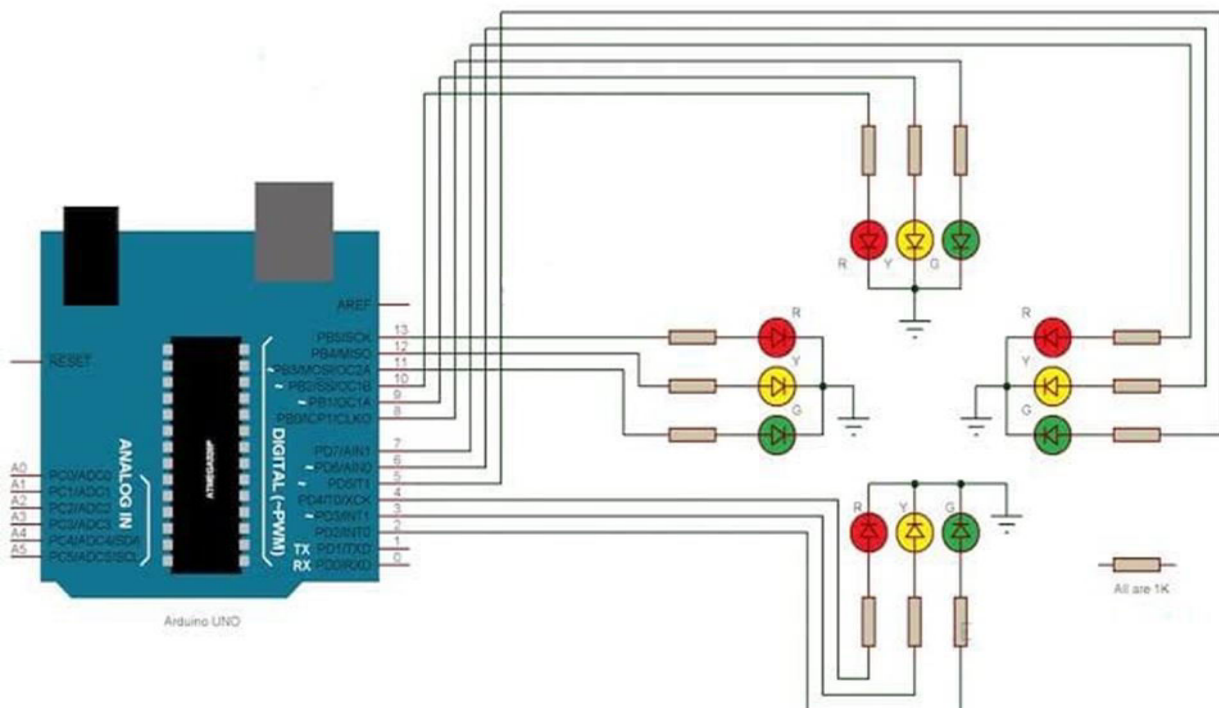 AREF
13
PB5/SCK
12
PB4/MISO
11
~PB3/MOSI/OC2A
10
~ PB2/SS/OC1B
9
~ PB1/OC1A
8
PB0/ICP1/CLKO
7
PD7/AIN1
6
~ PD6/AIN0
5
~ PD5/T1
4
PD4/T0/XCK
3
~ PD3/INT1
2
PD2/INT0
1
TX PD1/TXD
0
RX PD0/RXD
RESET
DIGITAL (~PWM)
ANALOG IN
ATMEGA328P
A0
PC0/ADC0
A1
PC1/ADC1
A2
PC2/ADC2
A3
PC3/ADC3
A4
PC4/ADC4/SDA
A5
PC5/ADC5/SCL
Arduino UNO
R
Y
G
R
Y
G
R
Y
G
R
Y
G
All are 1K